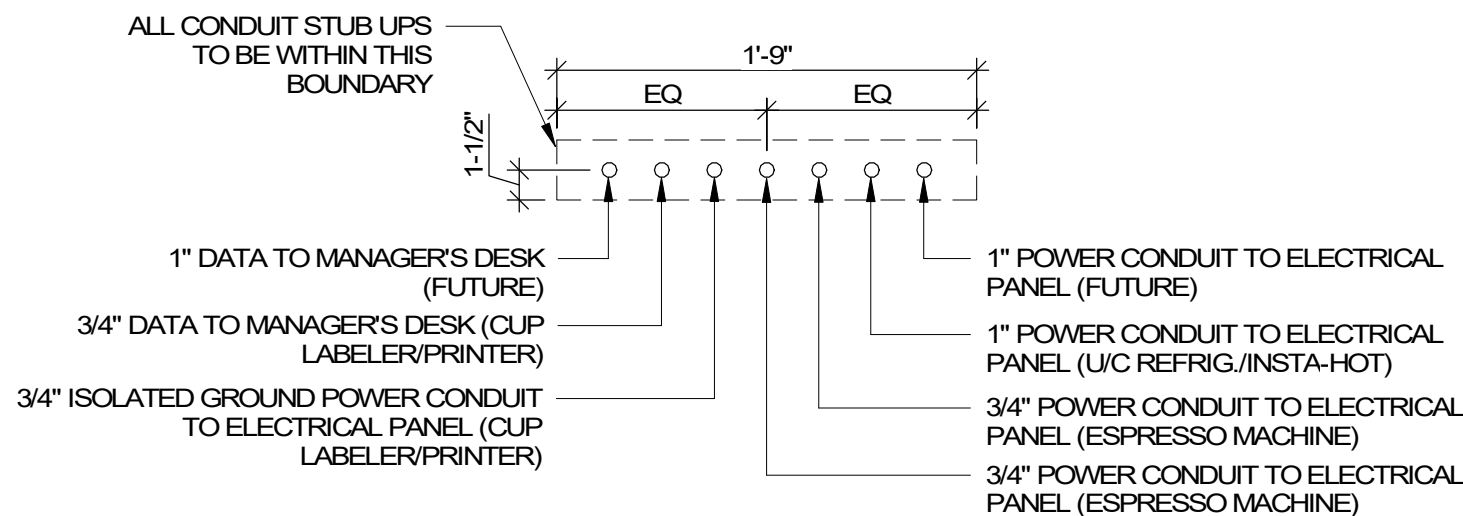 ALL CONDUIT STUB UPS
TO BE WITHIN THIS
BOUNDARY
1'-9"
EQ
EQ
1-1/2"
1" DATA TO MANAGER'S DESK
(FUTURE)
3/4" DATA TO MANAGER'S DESK (CUP
LABELER/PRINTER)
3/4" ISOLATED GROUND POWER CONDUIT
TO ELECTRICAL PANEL (CUP
LABELER/PRINTER)
1" POWER CONDUIT TO ELECTRICAL
PANEL (FUTURE)
1" POWER CONDUIT TO ELECTRICAL
PANEL (U/C REFRIG./INSTA-HOT)
3/4" POWER CONDUIT TO ELECTRICAL
PANEL (ESPRESSO MACHINE)
3/4" POWER CONDUIT TO ELECTRICAL
PANEL (ESPRESSO MACHINE)